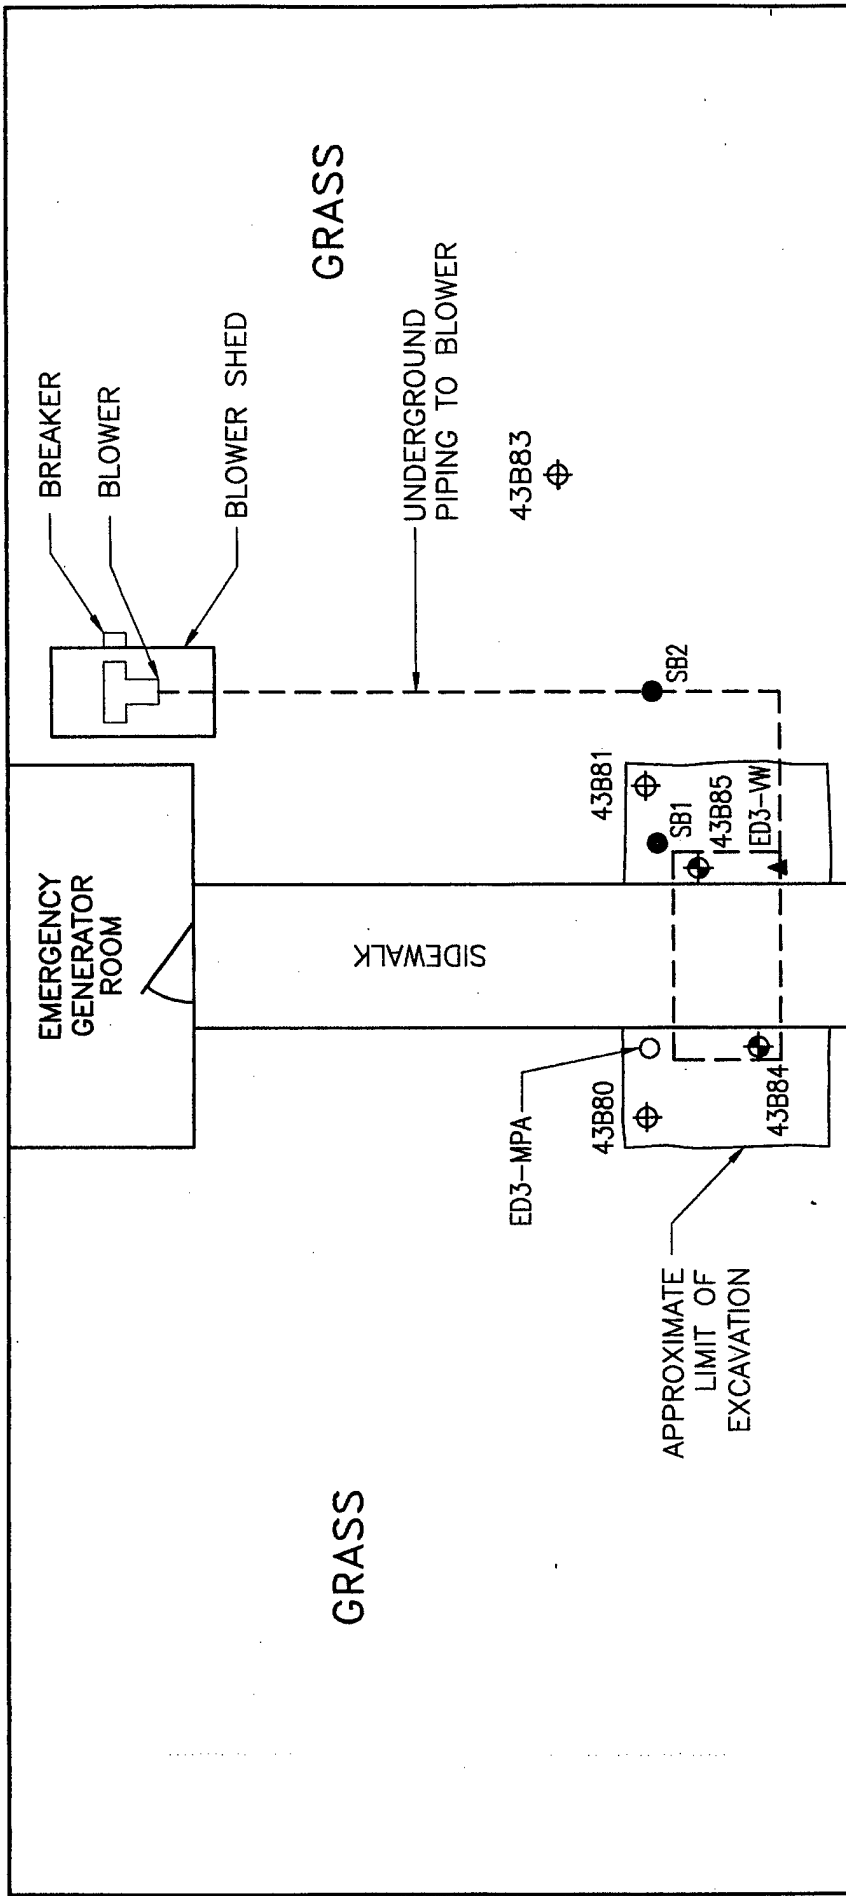 EMERGENCY
GENERATOR
ROOM
BREAKER
BLOWER
BLOWER SHED
GRASS
GRASS
UNDERGROUND
PIPING TO BLOWER
SIDEWALK
43B83
ED3-MPA
43B80
43B81
SB1
SB2
43B85
ED3-VW
43B84
APPROXIMATE
LIMIT OF
EXCAVATION